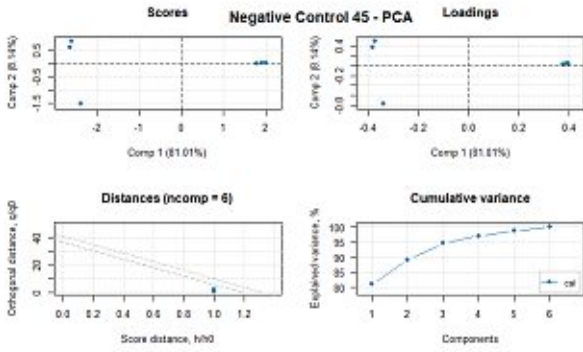 Negative Control 45 - PCA
Scores
Comp 2 (8.14%)
0.5
-0.5
-1.5
-2
-1
0
1
2
Comp 1 (81.01%)
Loadings
Comp 2 (8.14%)
0.4
-0.2
-0.8
-0.4
-0.2
0.0
0.2
0.4
Comp 1 (81.01%)
Distances (ncomp = 6)
Orthogonal distance, q/q0
40
20
0
0.0
0.2
0.4
0.6
0.8
1.0
1.2
Score distance, h/h0
Cumulative variance
Explained variance, %
100
95
90
85
80
1
2
3
4
5
6
cal
Components